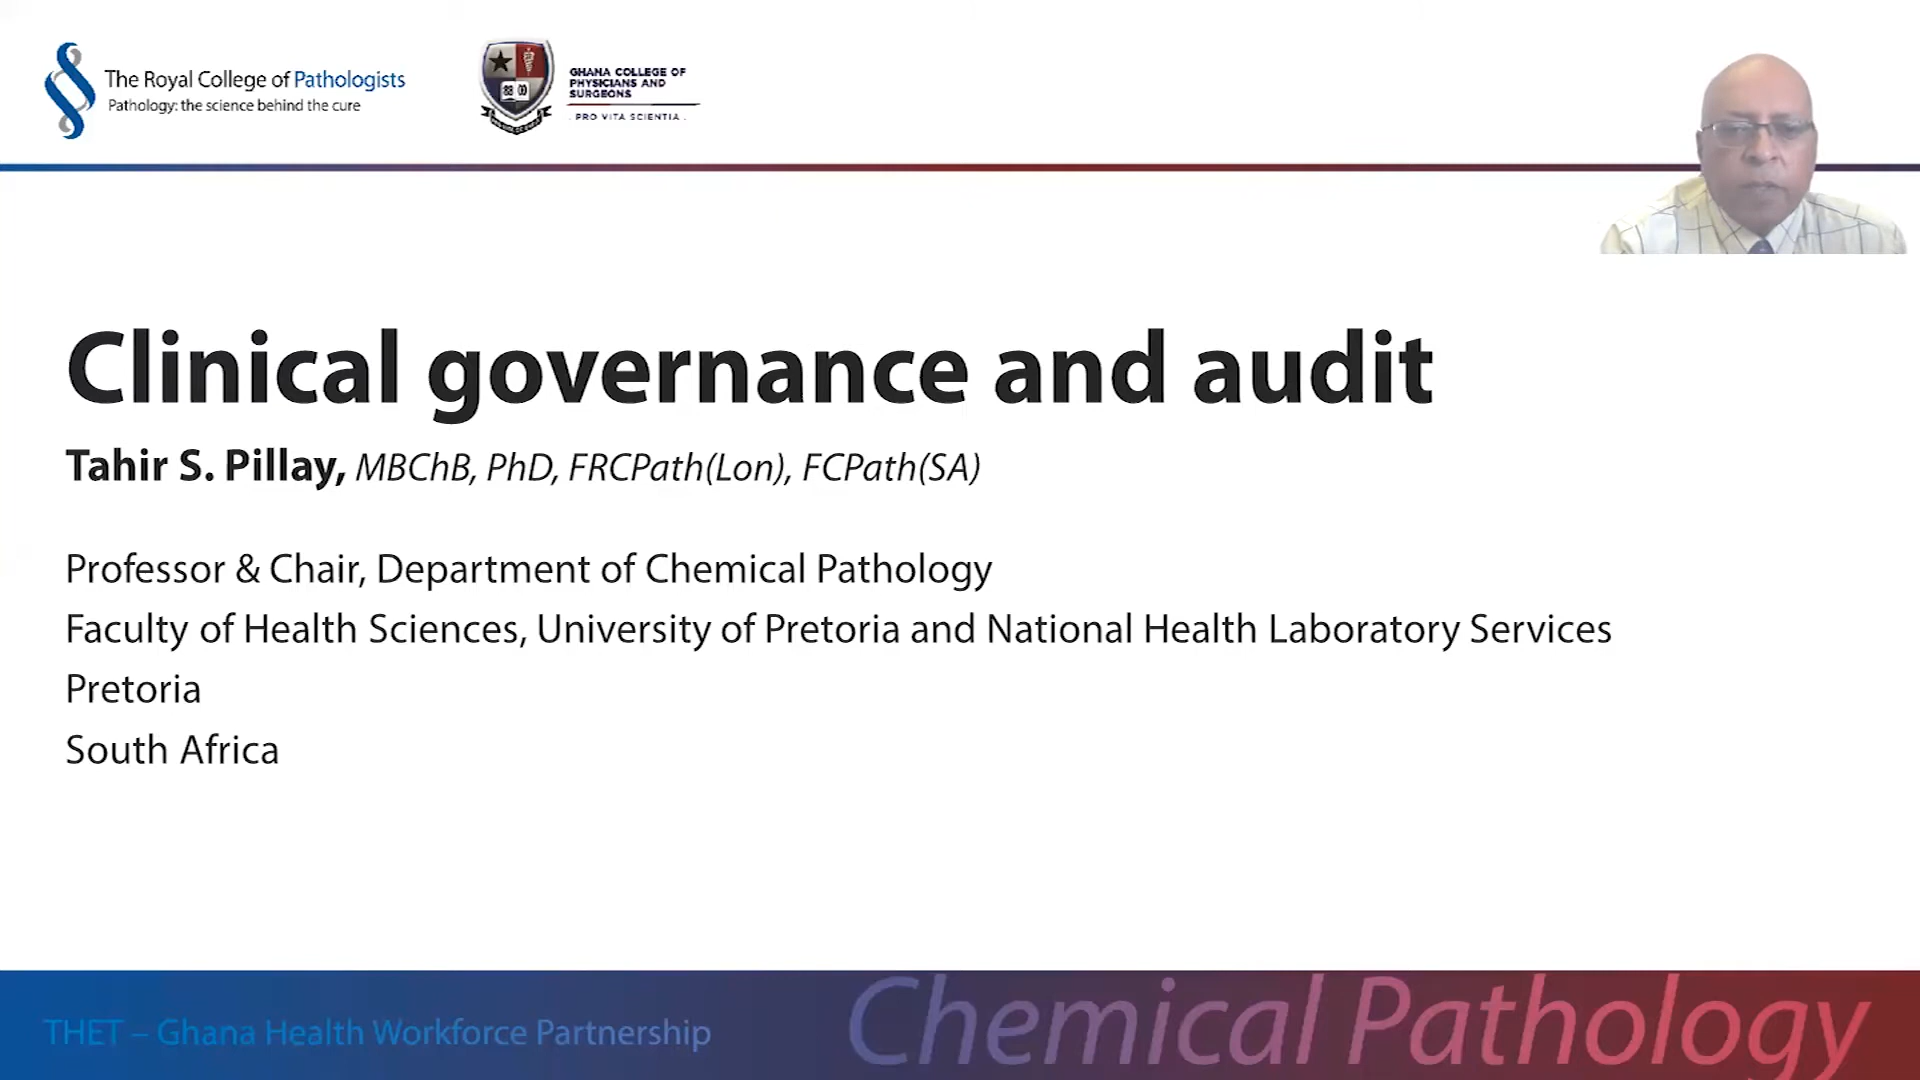 The Royal College of Pathologists
Pathology: the science behind the cure
GHANA COLLEGE OF
PHYSICIANS AND
SURGEONS
. PRO VITA SCIENTIA .
Clinical governance and audit
Tahir S. Pillay, MBChB, PhD, FRCPath(Lon), FCPath(SA)
Professor & Chair, Department of Chemical Pathology
Faculty of Health Sciences, University of Pretoria and National Health Laboratory Services
Pretoria
South Africa
THET – Ghana Health Workforce Partnership
Chemical Pathology